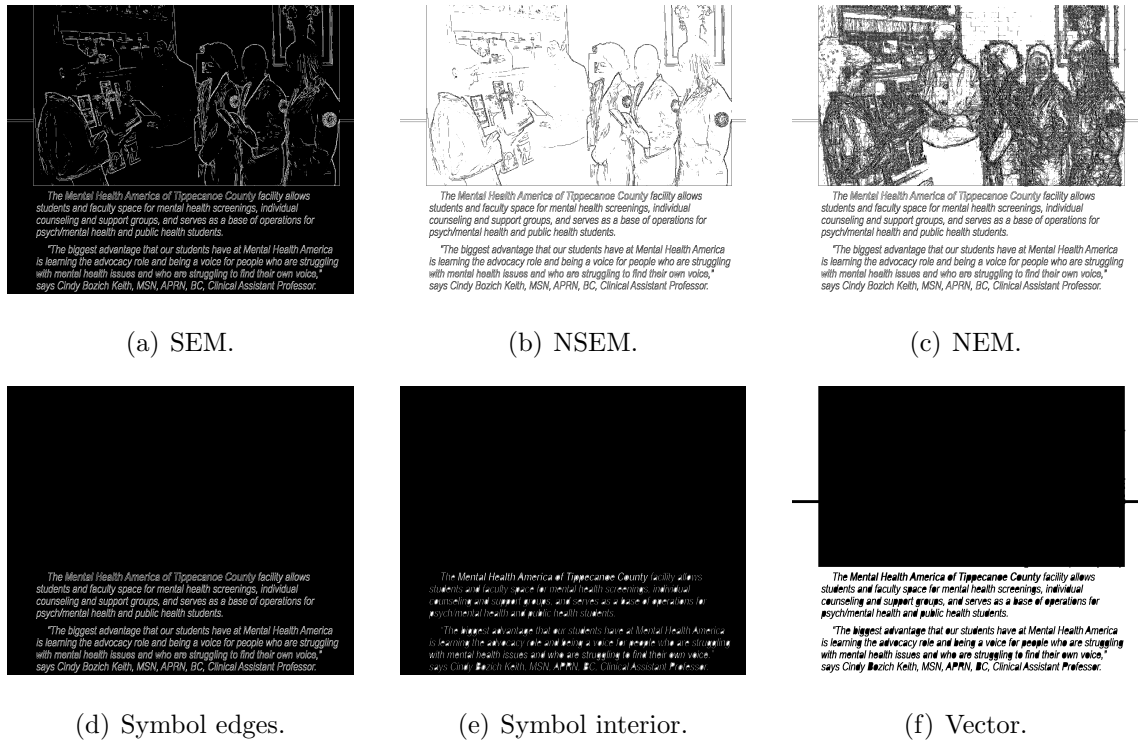 The Mental Health America of Tippecanoe County facility allows
students and faculty space for mental health screenings, individual
counseling and support groups, and serves as a base of operations for
psych/mental health and public health students.
"The biggest advantage that our students have at Mental Health America
is learning the advocacy role and being a voice for people who are struggling
with mental health issues and who are struggling to find their own voice,"
says Cindy Bozich Keith, MSN, APRN, BC, Clinical Assistant Professor.
(a) SEM.
The Mental Health America of Tippecanoe County facility allows
students and faculty space for mental health screenings, individual
counseling and support groups, and serves as a base of operations for
psych/mental health and public health students.
"The biggest advantage that our students have at Mental Health America
is learning the advocacy role and being a voice for people who are struggling
with mental health issues and who are struggling to find their own voice,"
says Cindy Bozich Keith, MSN, APRN, BC, Clinical Assistant Professor.
(b) NSEM.
The Mental Health America of Tippecanoe County facility allows
students and faculty space for mental health screenings, individual
counseling and support groups, and serves as a base of operations for
psych/mental health and public health students.
"The biggest advantage that our students have at Mental Health America
is learning the advocacy role and being a voice for people who are struggling
with mental health issues and who are struggling to find their own voice,"
says Cindy Bozich Keith, MSN, APRN, BC, Clinical Assistant Professor.
(c) NEM.
The Mental Health America of Tippecanoe County facility allows
students and faculty space for mental health screenings, individual
counseling and support groups, and serves as a base of operations for
psych/mental health and public health students.
"The biggest advantage that our students have at Mental Health America
is learning the advocacy role and being a voice for people who are struggling
with mental health issues and who are struggling to find their own voice,"
says Cindy Bozich Keith, MSN, APRN, BC, Clinical Assistant Professor.
(d) Symbol edges.
The Mental Health America of Tippecanoe County facility allows
students and faculty space for mental health screenings, individual
counseling and support groups, and serves as a base of operations for
psych/mental health and public health students.
"The biggest advantage that our students have at Mental Health America
is learning the advocacy role and being a voice for people who are struggling
with mental health issues and who are struggling to find their own voice,"
says Cindy Bozich Keith, MSN, APRN, BC, Clinical Assistant Professor.
(e) Symbol interior.
The Mental Health America of Tippecanoe County facility allows
students and faculty space for mental health screenings, individual
counseling and support groups, and serves as a base of operations for
psych/mental health and public health students.
"The biggest advantage that our students have at Mental Health America
is learning the advocacy role and being a voice for people who are struggling
with mental health issues and who are struggling to find their own voice,"
says Cindy Bozich Keith, MSN, APRN, BC, Clinical Assistant Professor.
(f) Vector.